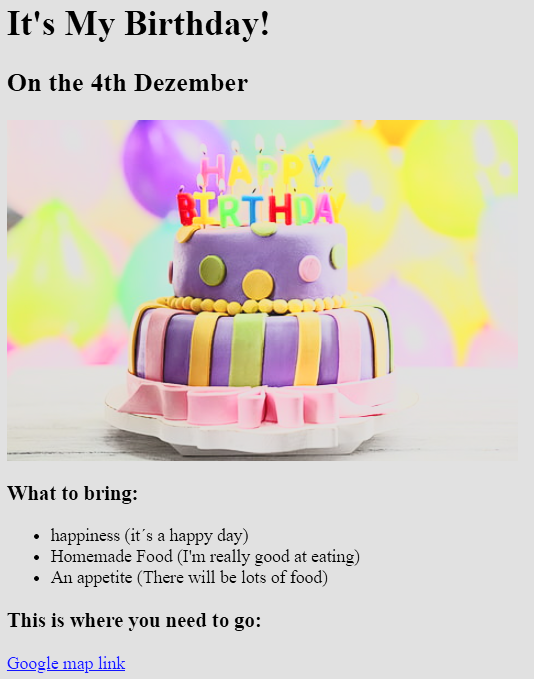 It's My Birthday!
On the 4th Dezember
HAPPY
BIRTHDAY
What to bring:
happiness (it´s a happy day)
Homemade Food (I'm really good at eating)
An appetite (There will be lots of food)
This is where you need to go:
Google map link